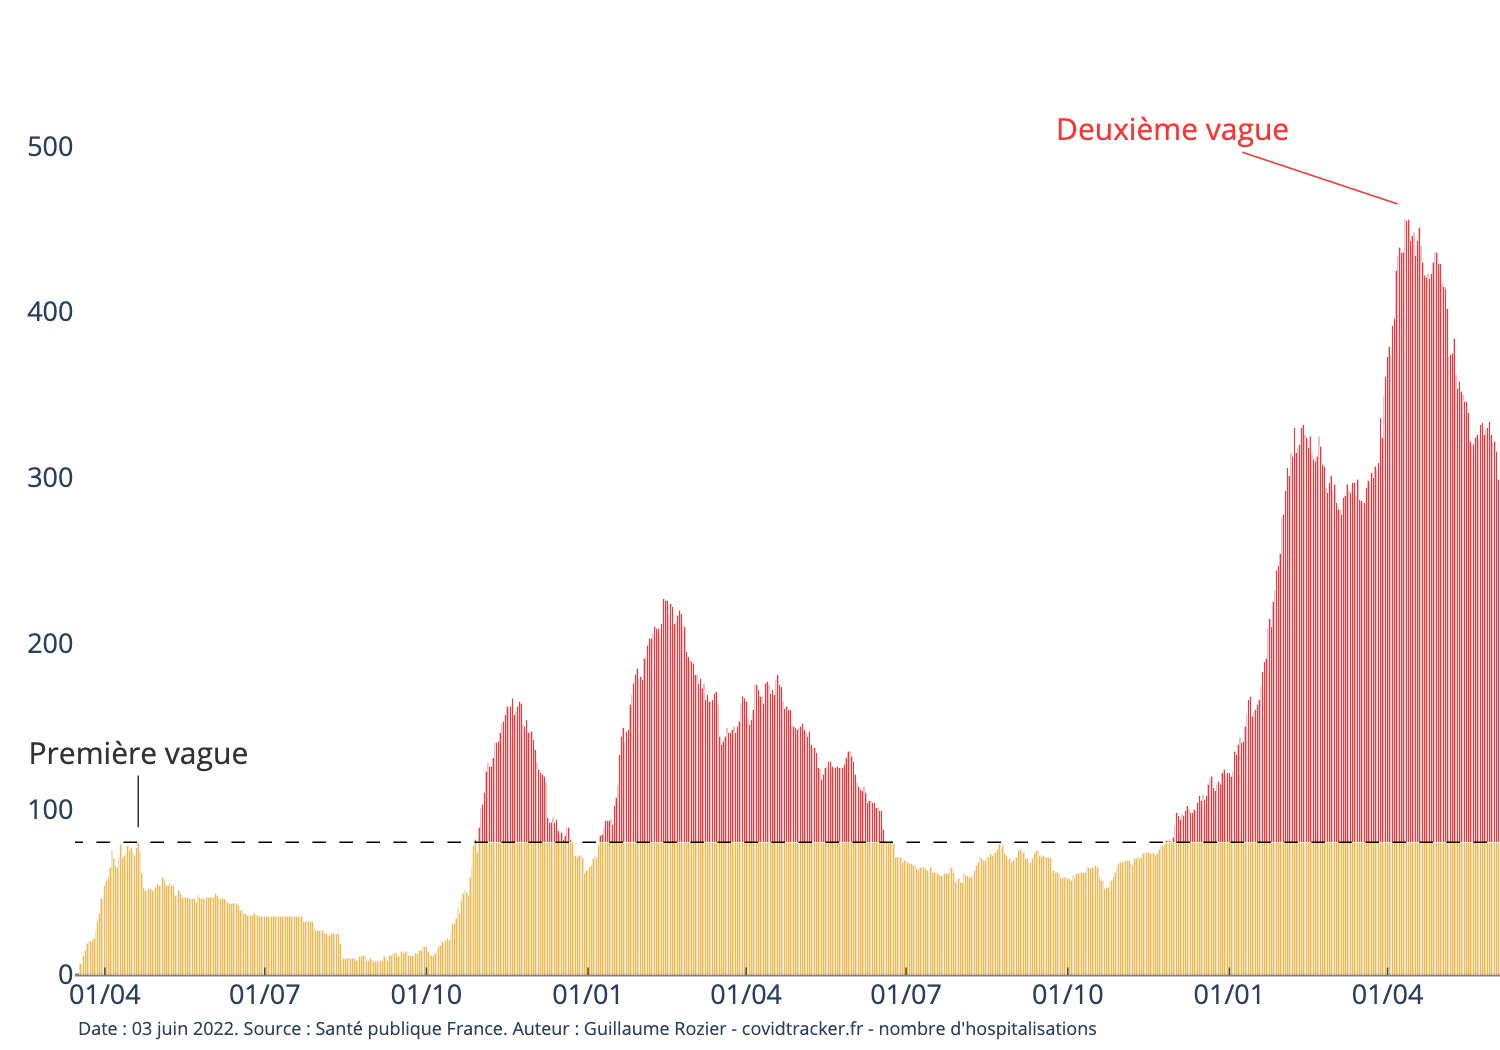 Deuxième vague
500
400
300
200
Première vague
100
0
01/04 01/07 01/10 01/01 01/04 01/07 01/10 01/01 01/04
Date : 03 juin 2022. Source : Santé publique France. Auteur : Guillaume Rozier - covidtracker.fr - nombre d'hospitalisations